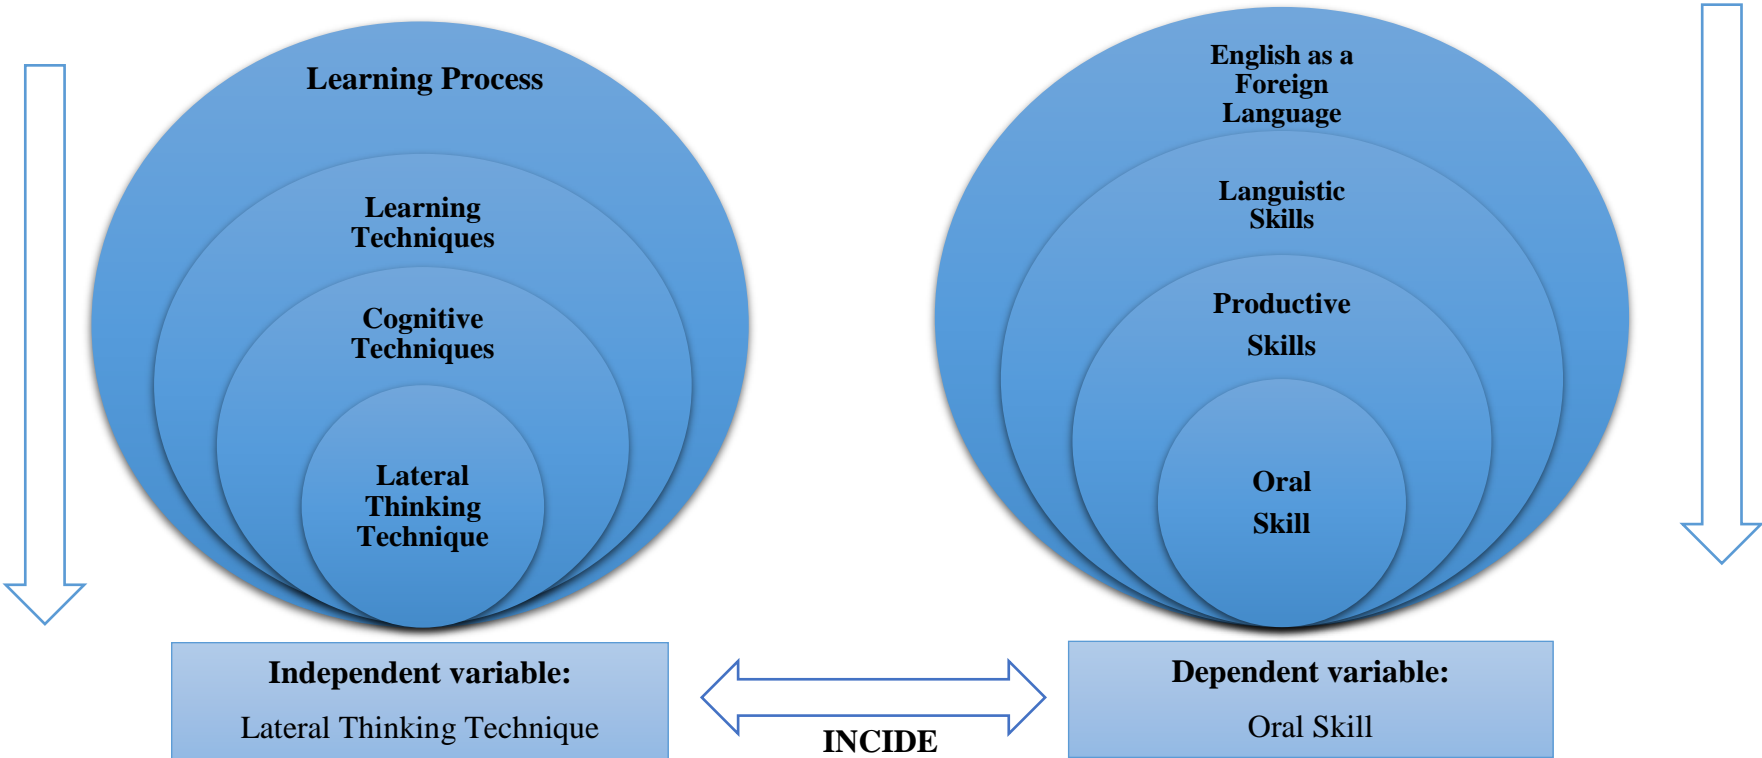 Learning Process
Learning
Techniques
Cognitive
Techniques
Lateral
Thinking
Technique
English as a
Foreign
Language
Languistic
Skills
Productive
Skills
Oral
Skill
Independent variable:
Lateral Thinking Technique
INCIDE
Dependent variable:
Oral Skill